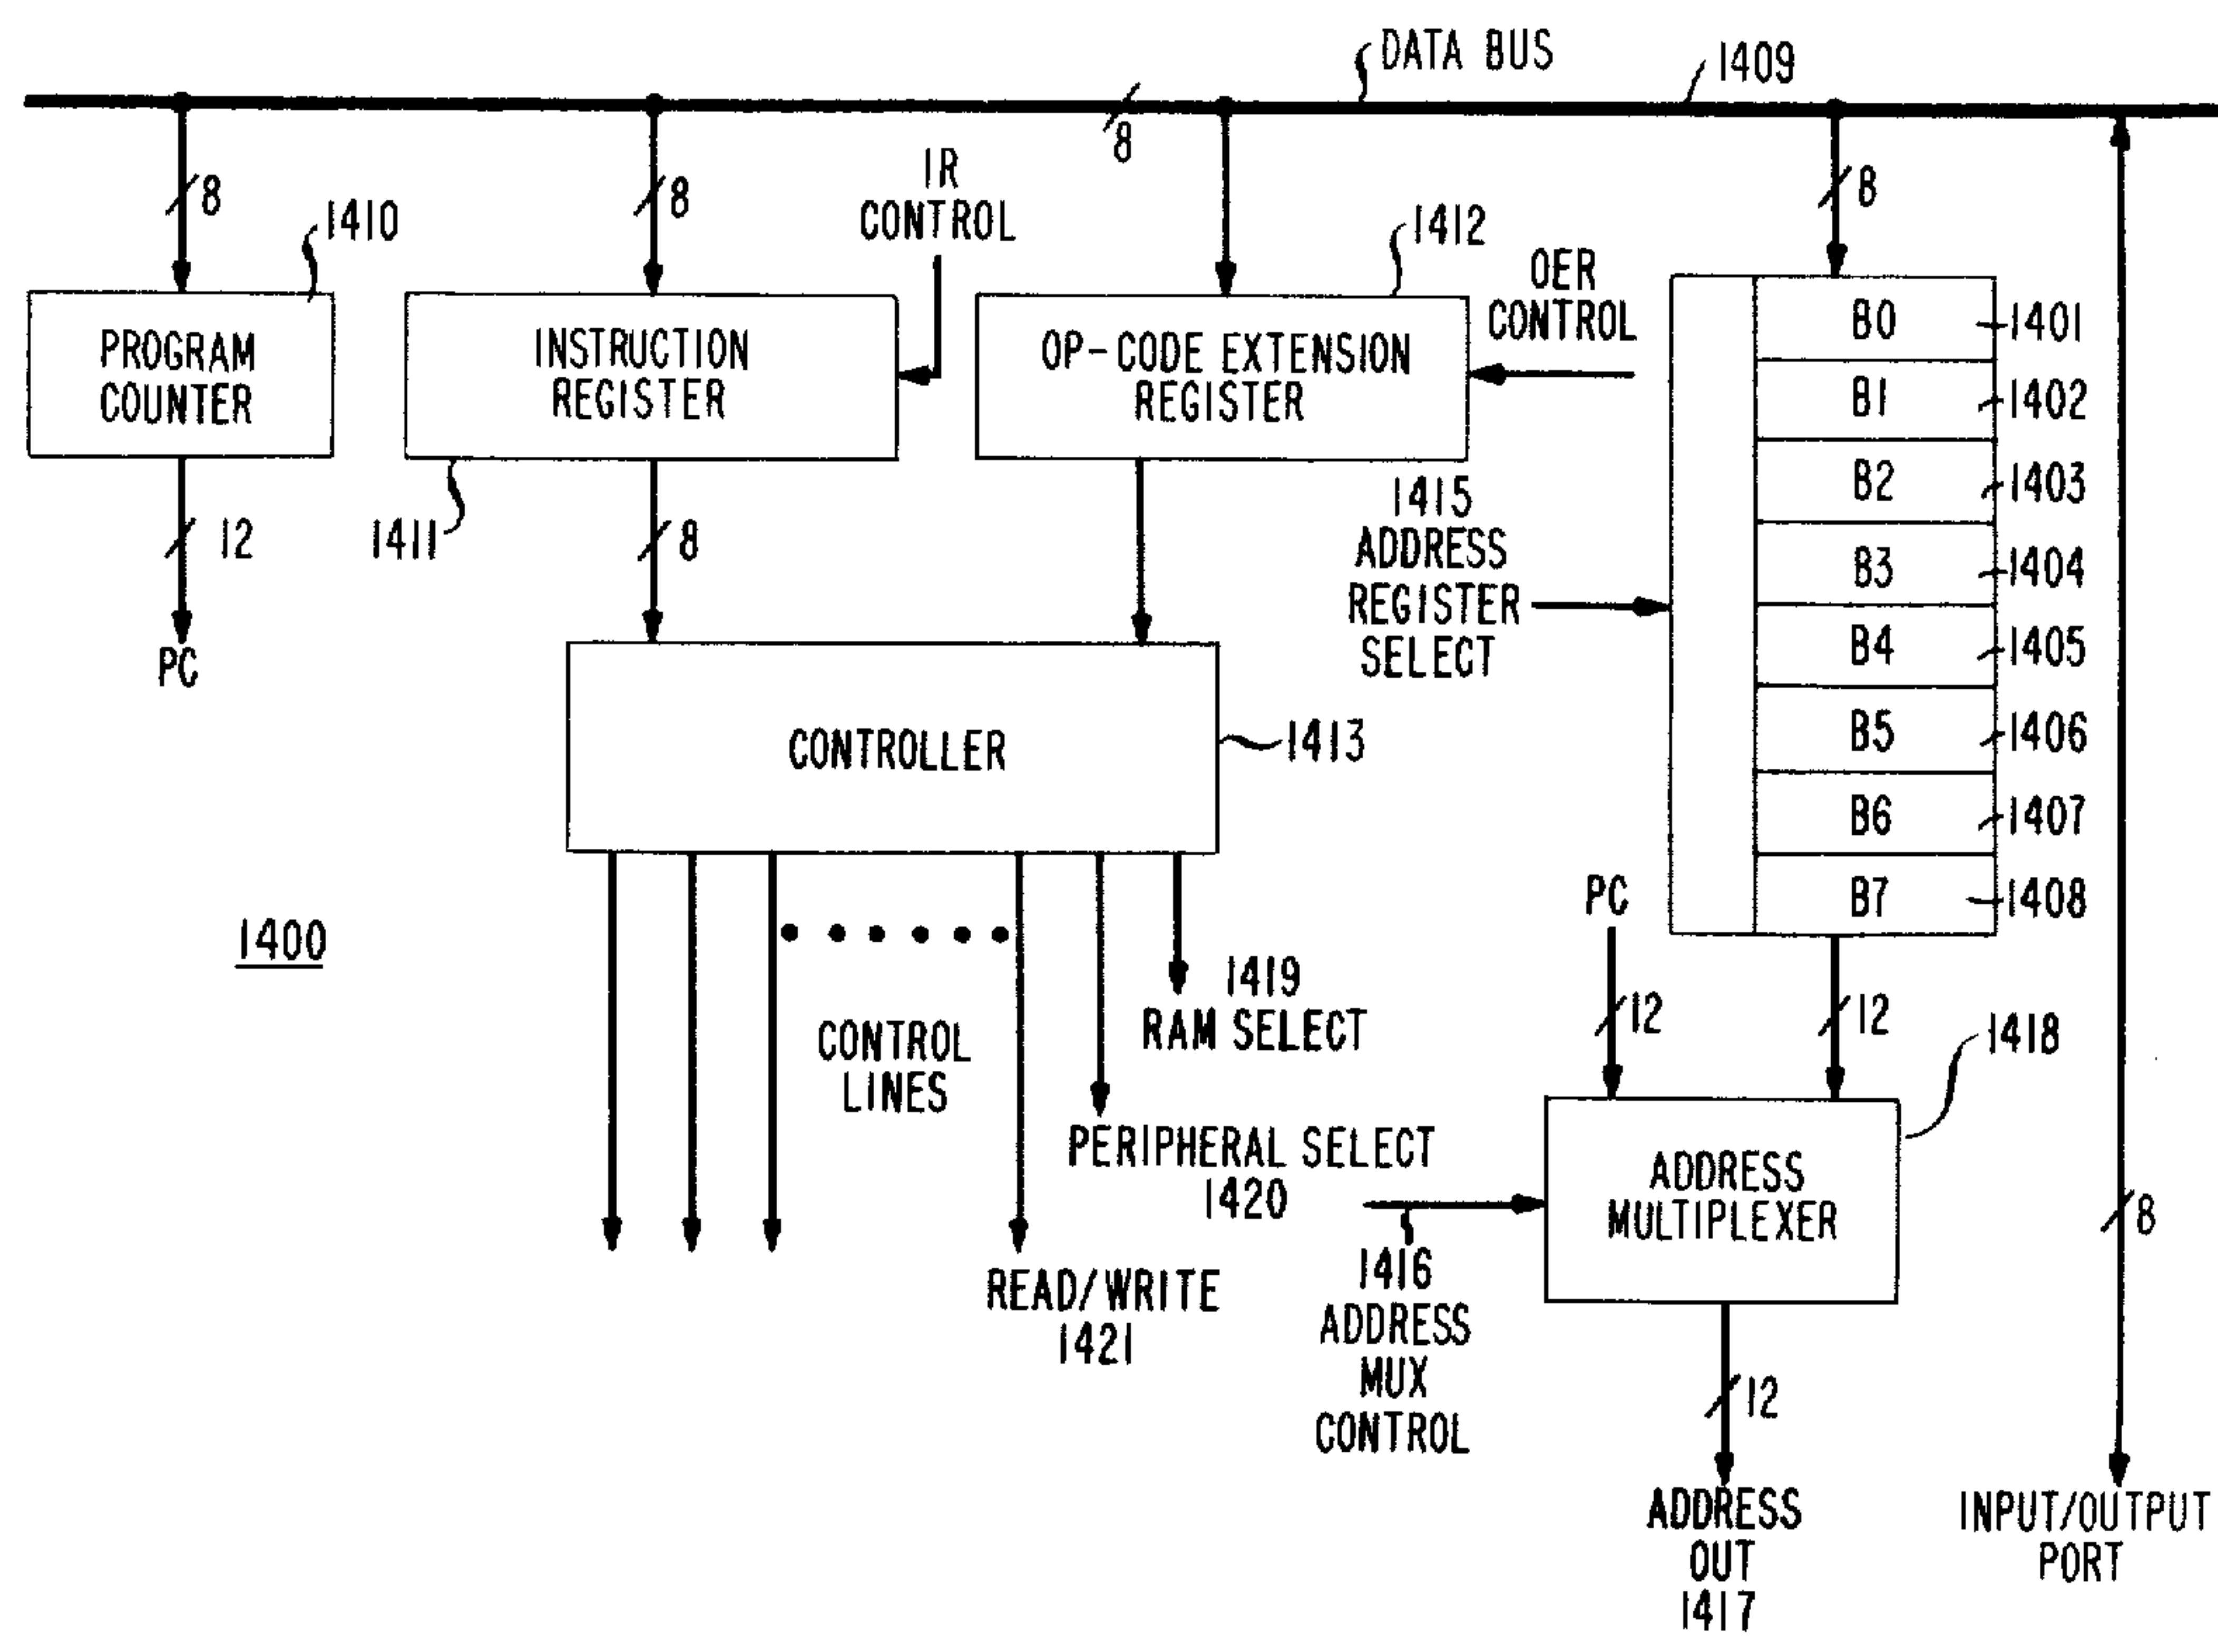 DATA BUS
1409
8
8
8
8
IR
CONTROL
1410
1412
OER
CONTROL
PROGRAM
COUNTER
INSTRUCTION
REGISTER
OP-CODE EXTENSION
REGISTER
B0
1401
B1
1402
B2
1403
B3
1404
B4
1405
B5
1406
B6
1407
B7
1408
12
1411
8
1415
ADDRESS
REGISTER
SELECT
PC
CONTROLLER
1413
1400
PC
1419
RAM SELECT
CONTROL
LINES
12
12
1418
PERIPHERAL SELECT
1420
ADDRESS
MULTIPLEXER
8
READ/WRITE
1421
1416
ADDRESS
MUX
CONTROL
12
ADDRESS
OUT
1417
INPUT/OUTPUT
PORT